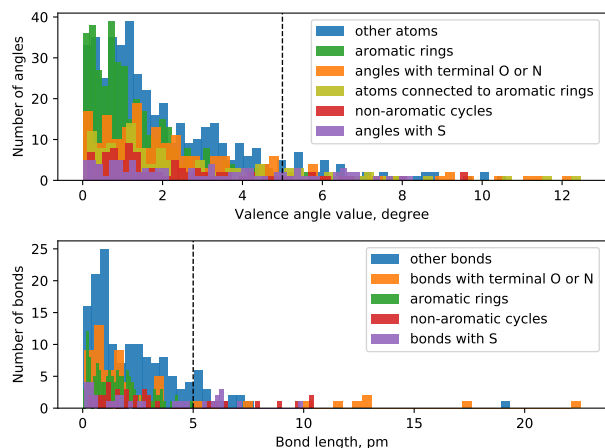 40
30
20
10
0
Number of angles
other atoms
aromatic rings
angles with terminal O or N
atoms connected to aromatic rings
non-aromatic cycles
angles with S
0 2 4 6 8 10 12
Valence angle value, degree
25
20
15
10
5
0
Number of bonds
other bonds
bonds with terminal O or N
aromatic rings
non-aromatic cycles
bonds with S
0 5 10 15 20
Bond length, pm